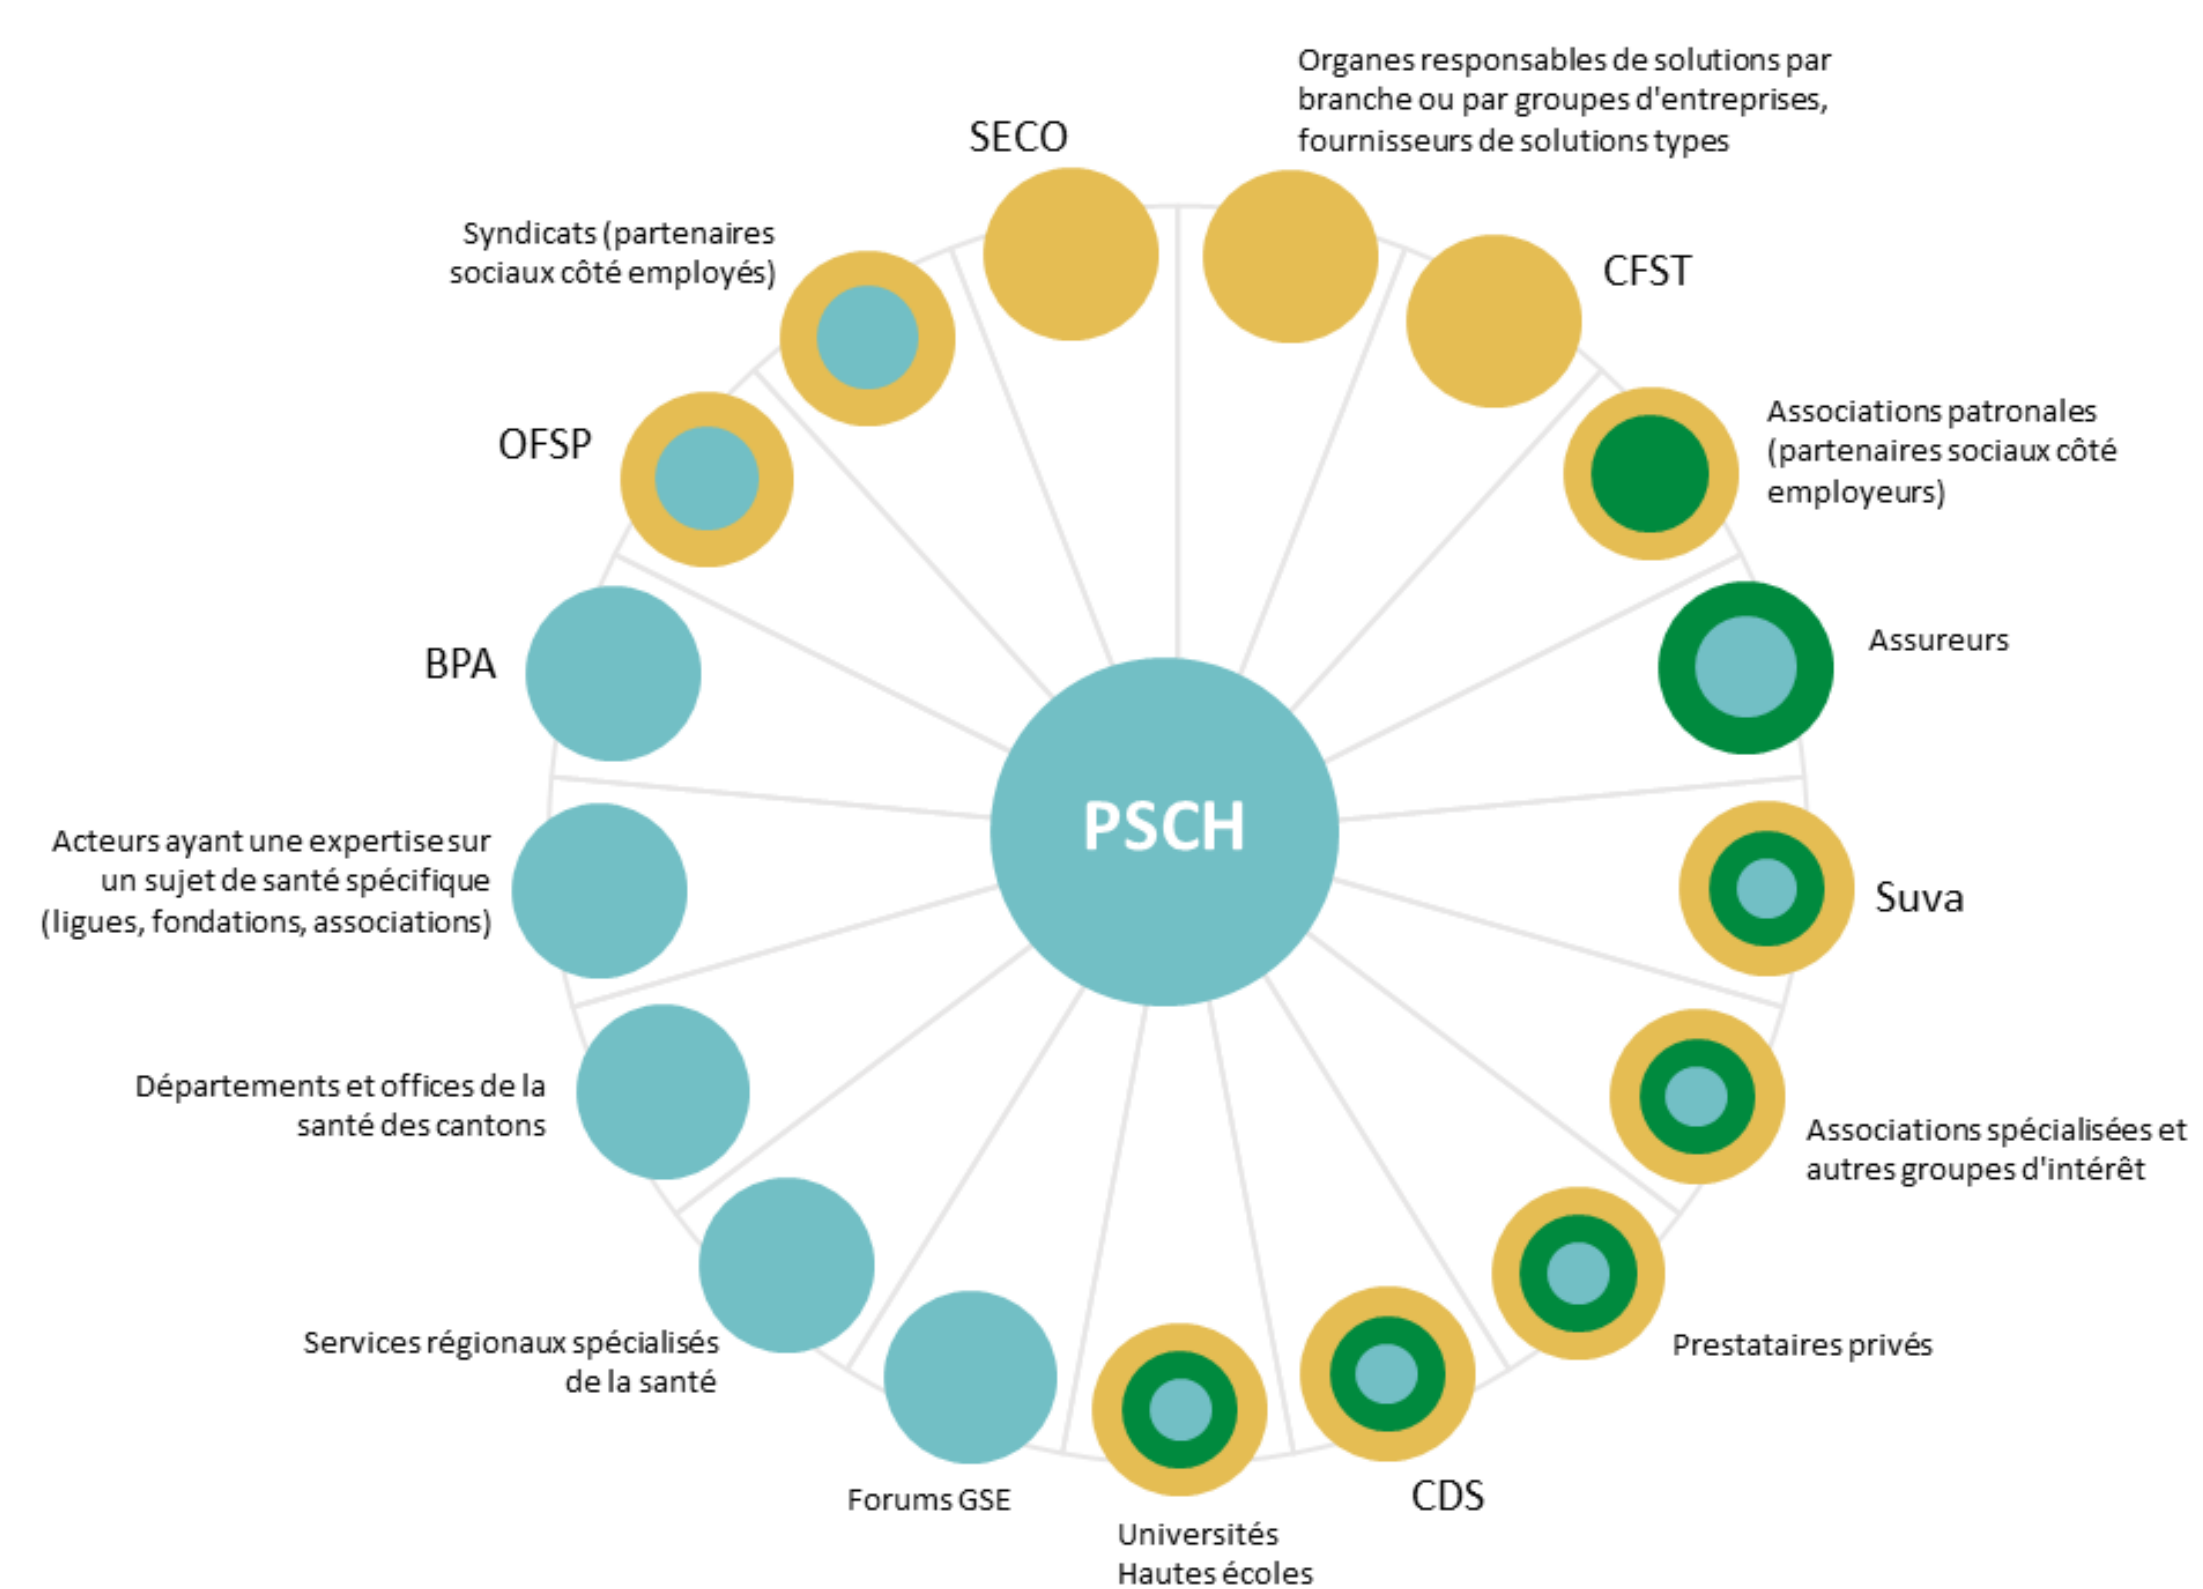 Organes responsables de solutions par
branche ou par groupes d'entreprises,
fournisseurs de solutions types
SECO
CFST
Syndicats (partenaires
sociaux côté employés)
Associations patronales
(partenaires sociaux côté
employeurs)
OFSP
Assureurs
BPA
PSCH
Acteurs ayant une expertise sur
un sujet de santé spécifique
(ligues, fondations, associations)
Suva
Départements et offices de la
santé des cantons
Associations spécialisées et
autres groupes d'intérêt
Services régionaux spécialisés
de la santé
Prestataires privés
Forums GSE
CDS
Universités
Hautes écoles